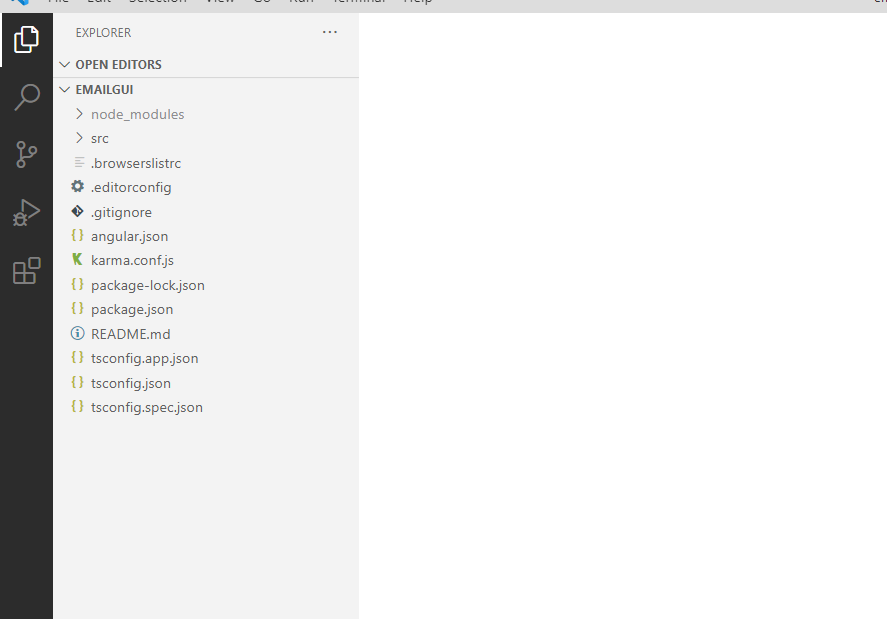 File Edit Selection View Go Run Terminal Help
EXPLORER
OPEN EDITORS
EMAILGUI
node_modules
src
.browserslistrc
.editorconfig
.gitignore
angular.json
karma.conf.js
package-lock.json
package.json
README.md
tsconfig.app.json
tsconfig.json
tsconfig.spec.json